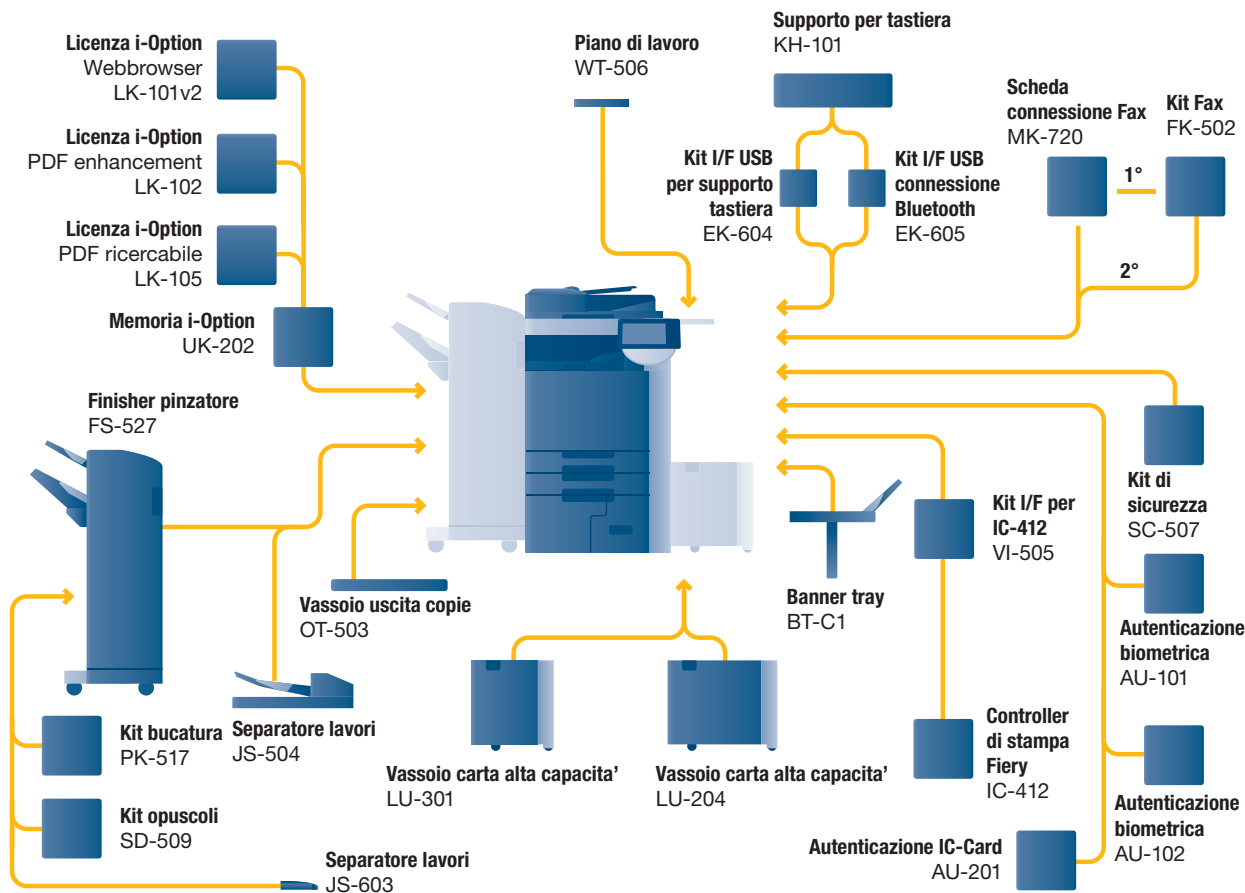 Licenza i-Option
Webbrowser
LK-101v2
Licenza i-Option
PDF enhancement
LK-102
Licenza i-Option
PDF ricercabile
LK-105
Memoria i-Option
UK-202
Piano di lavoro
WT-506
Supporto per tastiera
KH-101
Kit I/F USB
per supporto
tastiera
EK-604
Kit I/F USB
connessione
Bluetooth
EK-605
Scheda
connessione Fax
MK-720
Kit Fax
FK-502
1°
2°
Finisher pinzatore
FS-527
Vassoio uscita copie
OT-503
Separatore lavori
JS-504
Kit bucatura
PK-517
Kit opuscoli
SD-509
Separatore lavori
JS-603
Vassoio carta alta capacita'
LU-301
Vassoio carta alta capacita'
LU-204
Banner tray
BT-C1
Kit I/F per
IC-412
VI-505
Controller
di stampa
Fiery
IC-412
Kit di
sicurezza
SC-507
Autenticazione
biometrica
AU-101
Autenticazione
biometrica
AU-102
Autenticazione IC-Card
AU-201